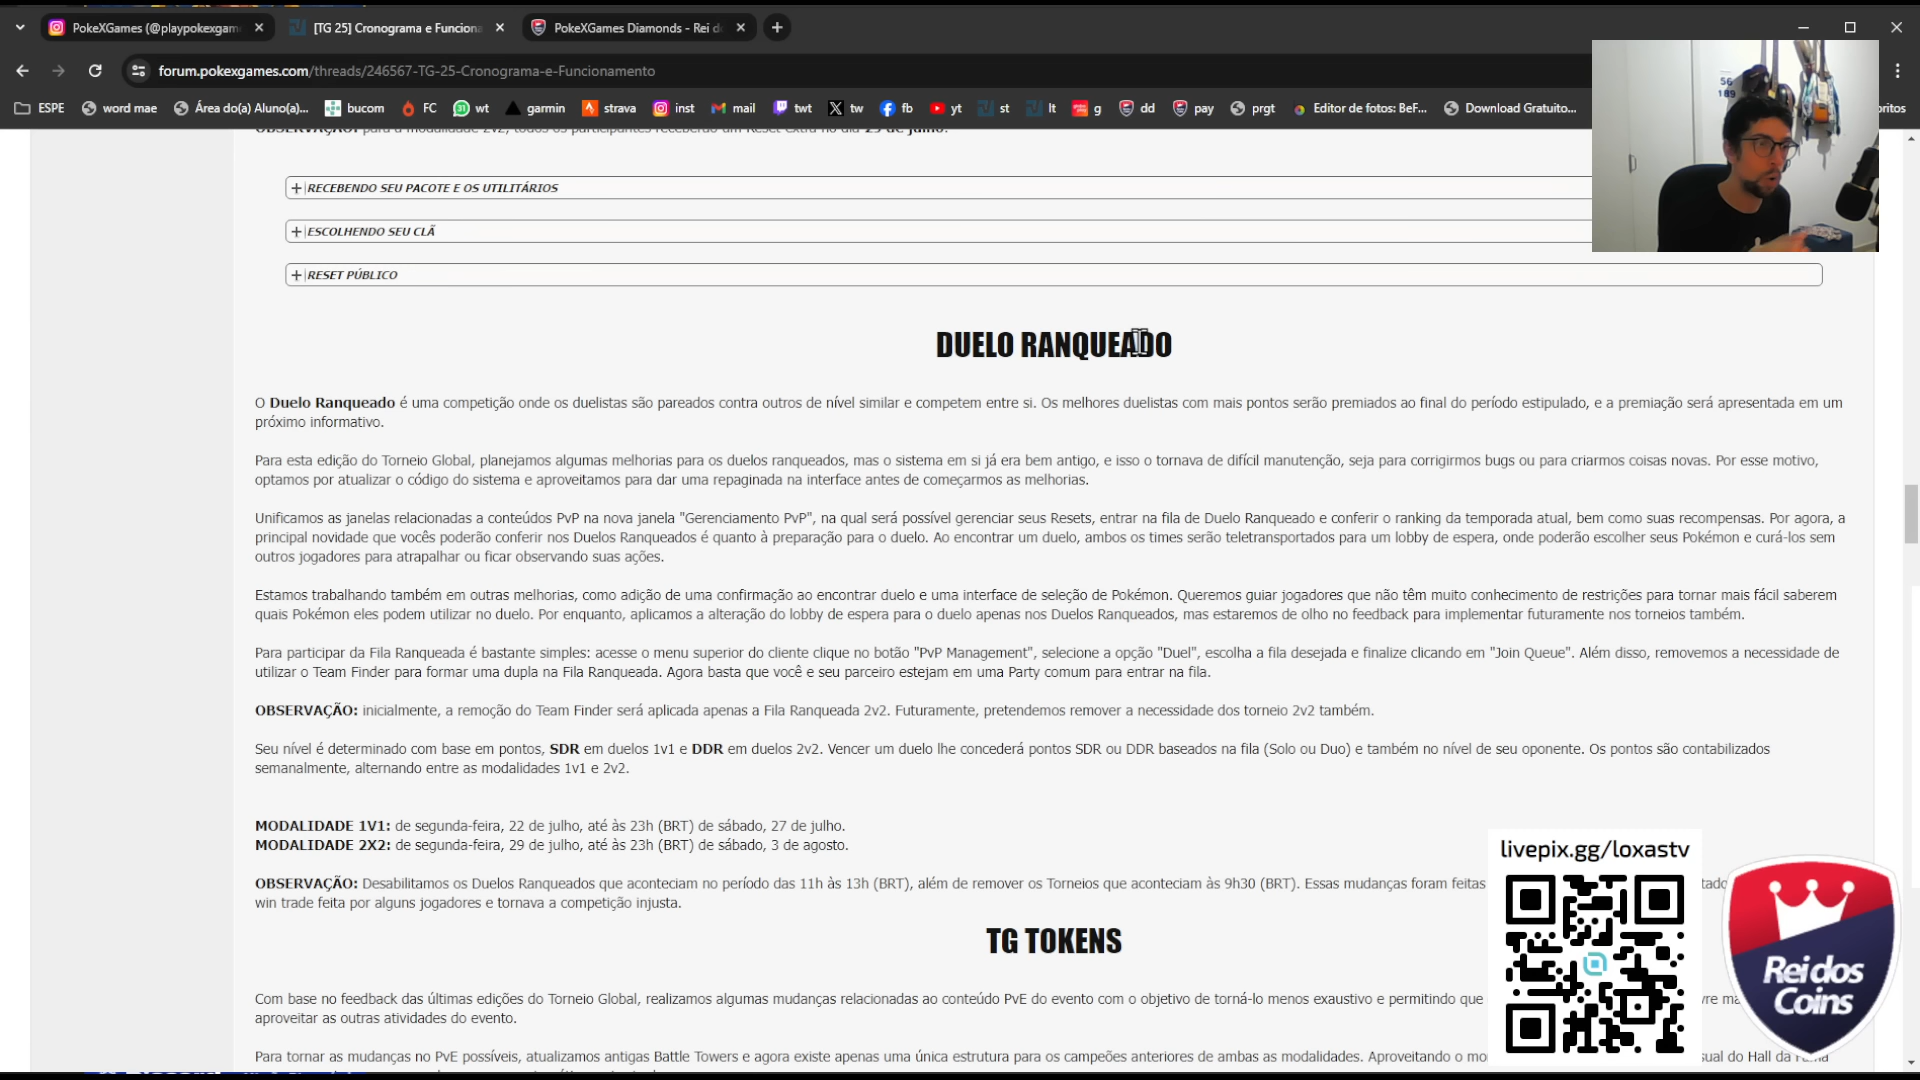 PokeXGames (@playpokexgam
[TG 25] Cronograma e Funciona
PokeXGames Diamonds - Rei d
forum.pokexgames.com/threads/246567-TG-25-Cronograma-e-Funcionamento
ESPE word mae Área do(a) Aluno(a)... bucom FC wt garmin strava inst mail twt tw fb yt st lt g dd pay prgt Editor de fotos: BeF... Download Gratuito... oritos
OBSERVAÇÃO: para a modalidade 2v2, todos os participantes receberão um Reset Extra no dia 29 de julho.
RECEBENDO SEU PACOTE E OS UTILITÁRIOS
ESCOLHENDO SEU CLÃ
RESET PÚBLICO
DUELO RANQUEADO
O Duelo Ranqueado é uma competição onde os duelistas são pareados contra outros de nível similar e competem entre si. Os melhores duelistas com mais pontos serão premiados ao final do período estipulado, e a premiação será apresentada em um
próximo informativo.
Para esta edição do Torneio Global, planejamos algumas melhorias para os duelos ranqueados, mas o sistema em si já era bem antigo, e isso o tornava de difícil manutenção, seja para corrigirmos bugs ou para criarmos coisas novas. Por esse motivo,
optamos por atualizar o código do sistema e aproveitamos para dar uma repaginada na interface antes de começarmos as melhorias.
Unificamos as janelas relacionadas a conteúdos PvP na nova janela "Gerenciamento PvP", na qual será possível gerenciar seus Resets, entrar na fila de Duelo Ranqueado e conferir o ranking da temporada atual, bem como suas recompensas. Por agora, a
principal novidade que vocês poderão conferir nos Duelos Ranqueados é quanto à preparação para o duelo. Ao encontrar um duelo, ambos os times serão teletransportados para um lobby de espera, onde poderão escolher seus Pokémon e curá-los sem
outros jogadores para atrapalhar ou ficar observando suas ações.
Estamos trabalhando também em outras melhorias, como adição de uma confirmação ao encontrar duelo e uma interface de seleção de Pokémon. Queremos guiar jogadores que não têm muito conhecimento de restrições para tornar mais fácil saberem
quais Pokémon eles podem utilizar no duelo. Por enquanto, aplicamos a alteração do lobby de espera para o duelo apenas nos Duelos Ranqueados, mas estaremos de olho no feedback para implementar futuramente nos torneios também.
Para participar da Fila Ranqueada é bastante simples: acesse o menu superior do cliente clique no botão "PvP Management", selecione a opção "Duel", escolha a fila desejada e finalize clicando em "Join Queue". Além disso, removemos a necessidade de
utilizar o Team Finder para formar uma dupla na Fila Ranqueada. Agora basta que você e seu parceiro estejam em uma Party comum para entrar na fila.
OBSERVAÇÃO: inicialmente, a remoção do Team Finder será aplicada apenas a Fila Ranqueada 2v2. Futuramente, pretendemos remover a necessidade dos torneio 2v2 também.
Seu nível é determinado com base em pontos, SDR em duelos 1v1 e DDR em duelos 2v2. Vencer um duelo lhe concederá pontos SDR ou DDR baseados na fila (Solo ou Duo) e também no nível de seu oponente. Os pontos são contabilizados
semanalmente, alternando entre as modalidades 1v1 e 2v2.
MODALIDADE 1V1: de segunda-feira, 22 de julho, até às 23h (BRT) de sábado, 27 de julho.
MODALIDADE 2X2: de segunda-feira, 29 de julho, até às 23h (BRT) de sábado, 3 de agosto.
livepix.gg/loxastv
OBSERVAÇÃO: Desabilitamos os Duelos Ranqueados que aconteciam no período das 11h às 13h (BRT), além de remover os Torneios que aconteciam às 9h30 (BRT). Essas mudanças foram feitas
win trade feita por alguns jogadores e tornava a competição injusta.
TG TOKENS
Rei dos
Coins
Com base no feedback das últimas edições do Torneio Global, realizamos algumas mudanças relacionadas ao conteúdo PvE do evento com o objetivo de torná-lo menos exaustivo e permitindo que
aproveitar as outras atividades do evento.
Para tornar as mudanças no PvE possíveis, atualizamos antigas Battle Towers e agora existe apenas uma única estrutura para os campeões anteriores de ambas as modalidades. Aproveitando o mo
sual do Hall da Fama